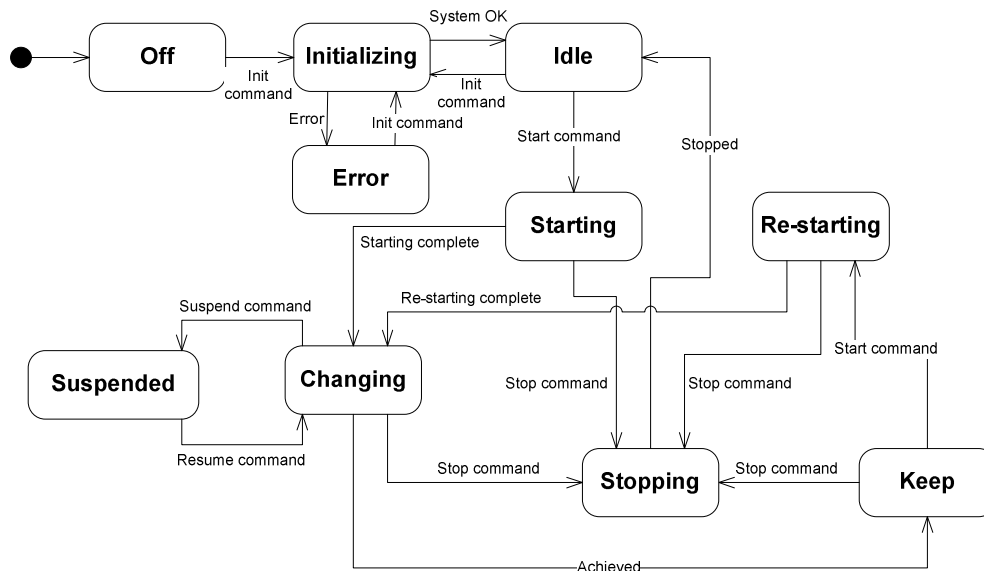 System OK
Off
Initializing
Idle
Init
command
Init
command
Error
Init command
Start command
Stopped
Error
Starting
Re-starting
Starting complete
Suspend command
Re-starting complete
Start command
Suspended
Changing
Stop command
Stop command
Resume command
Stop command
Stop command
Stopping
Keep
Achieved